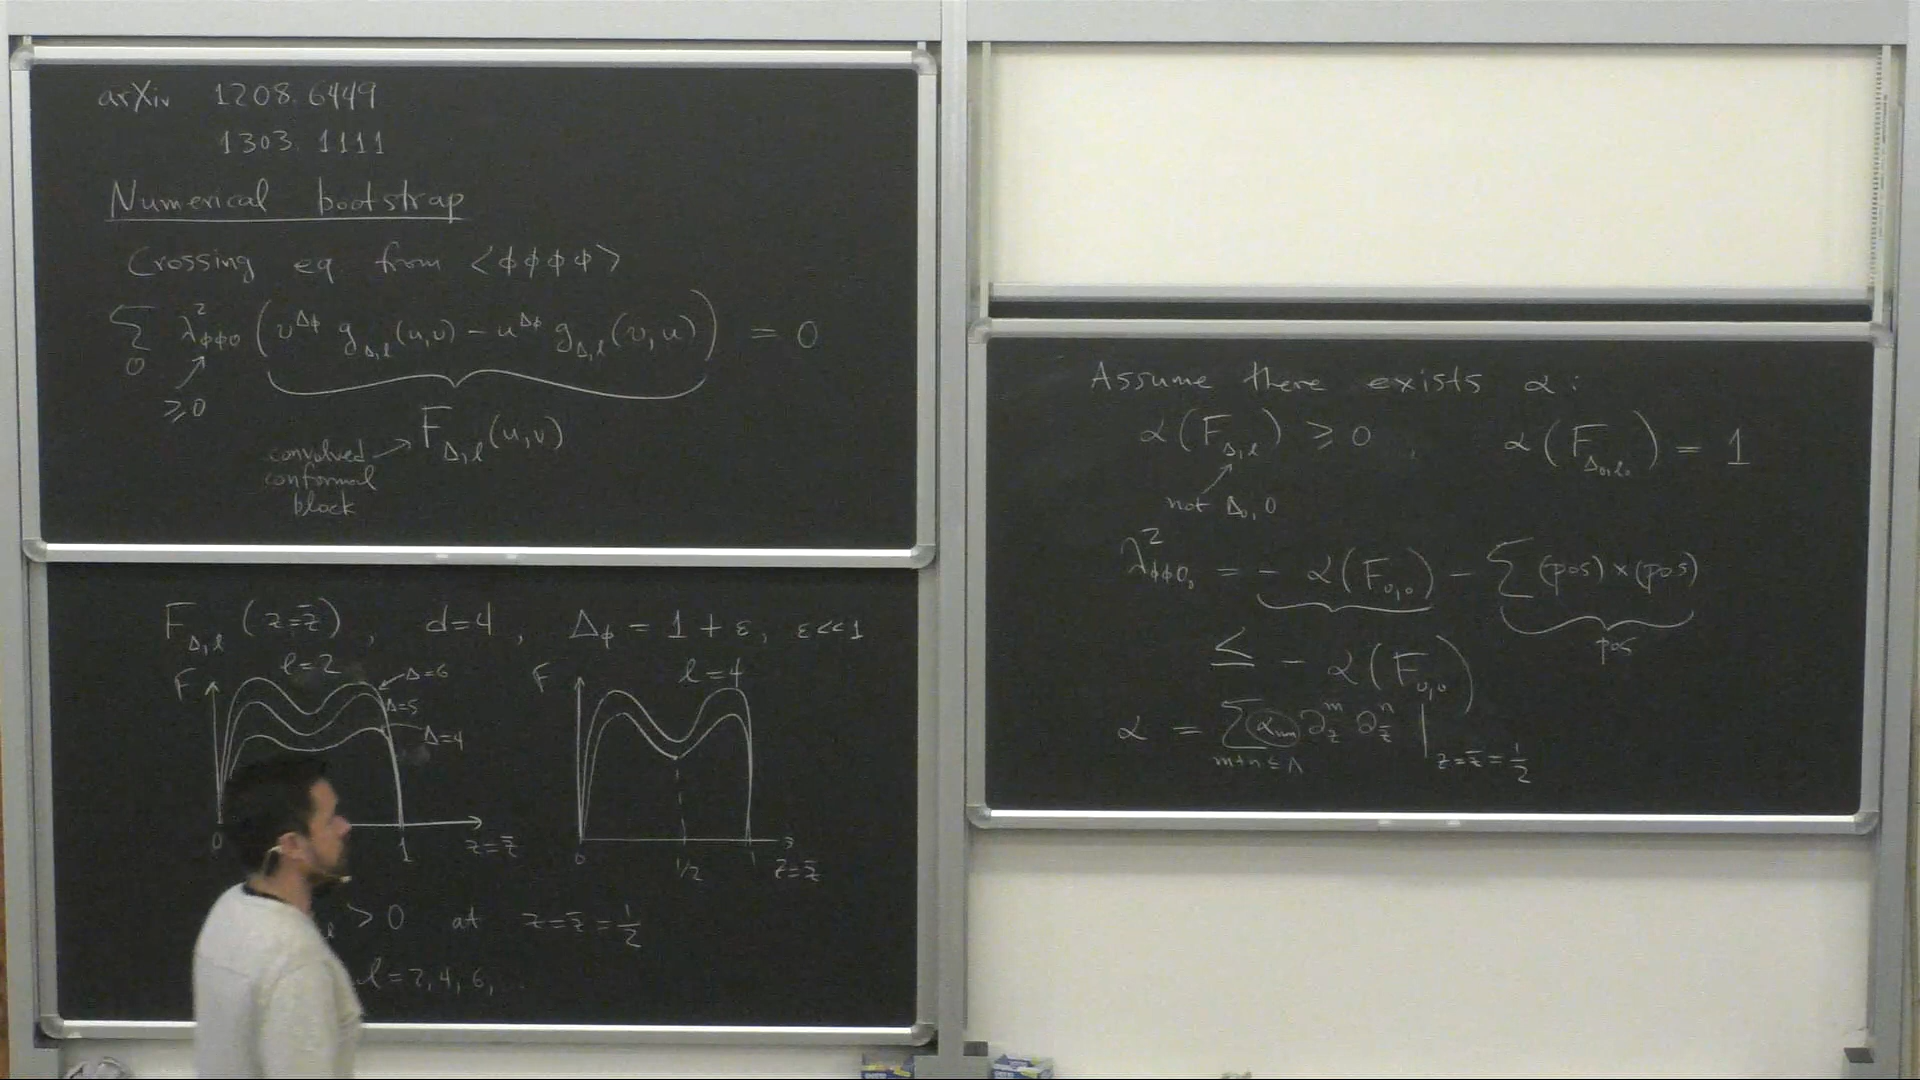 arXiv 1208.6449
1303.1111
Numerical bootstrap
Crossing eq from <φφφφ>
∑_O λ²_φφO (v^Δφ g_Δ,ℓ(u,v) − u^Δφ g_Δ,ℓ(v,u)) = 0
≥0
F_Δ,ℓ(u,v)
convolved
conformal
block
F_Δ,ℓ(z=z̄), d=4, Δφ = 1+ε, ε<<1
F ℓ=2 Δ=6
Δ=5
Δ=4
0 1 z=z̄
F ℓ=4
0 1/2 1 z=z̄
>0 at z=z̄=1/2
ℓ=2,4,6,...
Assume there exists α:
α(F_Δ,ℓ) ≥ 0, α(F_Δ₀,ℓ₀) = 1
not Δ₀, 0
λ²_φφO₀ = − α(F_0,0) − ∑(pos)×(pos)
pos
≤ − α(F_0,0)
α = ∑_{m+n≤Λ} α_mn ∂_z^m ∂_z̄^n |_{z=z̄=1/2}